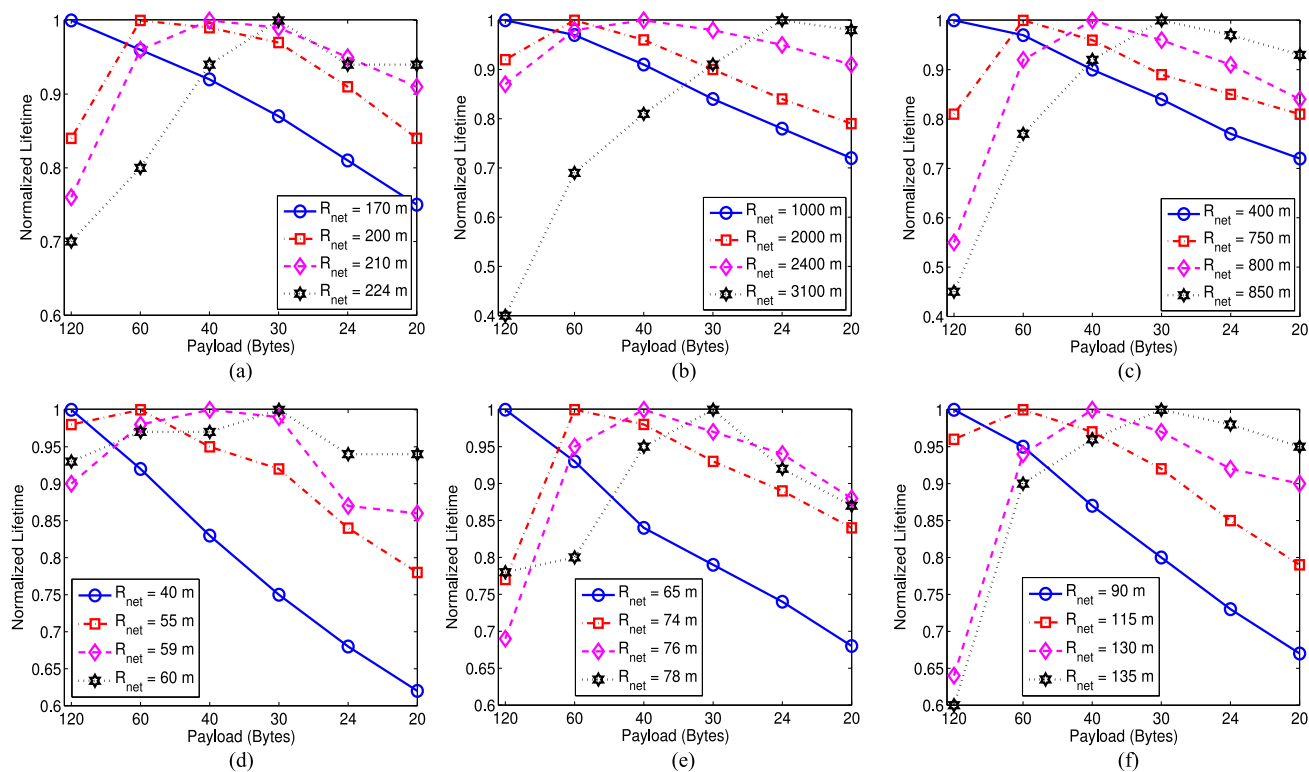 1
0.9
0.8
0.7
0.6
Normalized Lifetime
R_net = 170 m
R_net = 200 m
R_net = 210 m
R_net = 224 m
120 60 40 30 24 20
Payload (Bytes)
(a)
1
0.9
0.8
0.7
0.6
0.5
0.4
Normalized Lifetime
R_net = 1000 m
R_net = 2000 m
R_net = 2400 m
R_net = 3100 m
120 60 40 30 24 20
Payload (Bytes)
(b)
1
0.9
0.8
0.7
0.6
0.5
0.4
Normalized Lifetime
R_net = 400 m
R_net = 750 m
R_net = 800 m
R_net = 850 m
120 60 40 30 24 20
Payload (Bytes)
(c)
1
0.95
0.9
0.85
0.8
0.75
0.7
0.65
0.6
Normalized Lifetime
R_net = 40 m
R_net = 55 m
R_net = 59 m
R_net = 60 m
120 60 40 30 24 20
Payload (Bytes)
(d)
1
0.95
0.9
0.85
0.8
0.75
0.7
0.65
0.6
Normalized Lifetime
R_net = 65 m
R_net = 74 m
R_net = 76 m
R_net = 78 m
120 60 40 30 24 20
Payload (Bytes)
(e)
1
0.95
0.9
0.85
0.8
0.75
0.7
0.65
0.6
Normalized Lifetime
R_net = 90 m
R_net = 115 m
R_net = 130 m
R_net = 135 m
120 60 40 30 24 20
Payload (Bytes)
(f)